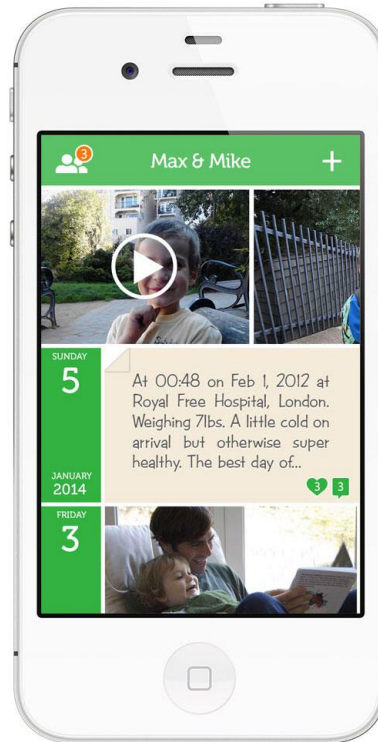 3
Max & Mike
SUNDAY
5
JANUARY
2014
At 00:48 on Feb 1, 2012 at
Royal Free Hospital, London.
Weighing 7lbs. A little cold on
arrival but otherwise super
healthy. The best day of...
3 3
FRIDAY
3